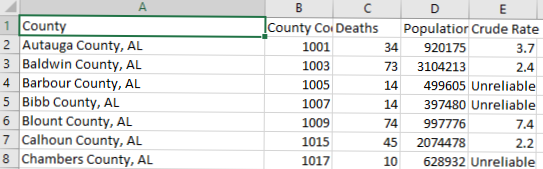 A B C D E
1 County County Co Deaths Population Crude Rate
2 Autauga County, AL 1001 34 920175 3.7
3 Baldwin County, AL 1003 73 3104213 2.4
4 Barbour County, AL 1005 14 499605 Unreliable
5 Bibb County, AL 1007 14 397480 Unreliable
6 Blount County, AL 1009 74 997776 7.4
7 Calhoun County, AL 1015 45 2074478 2.2
8 Chambers County, AL 1017 10 628932 Unreliable